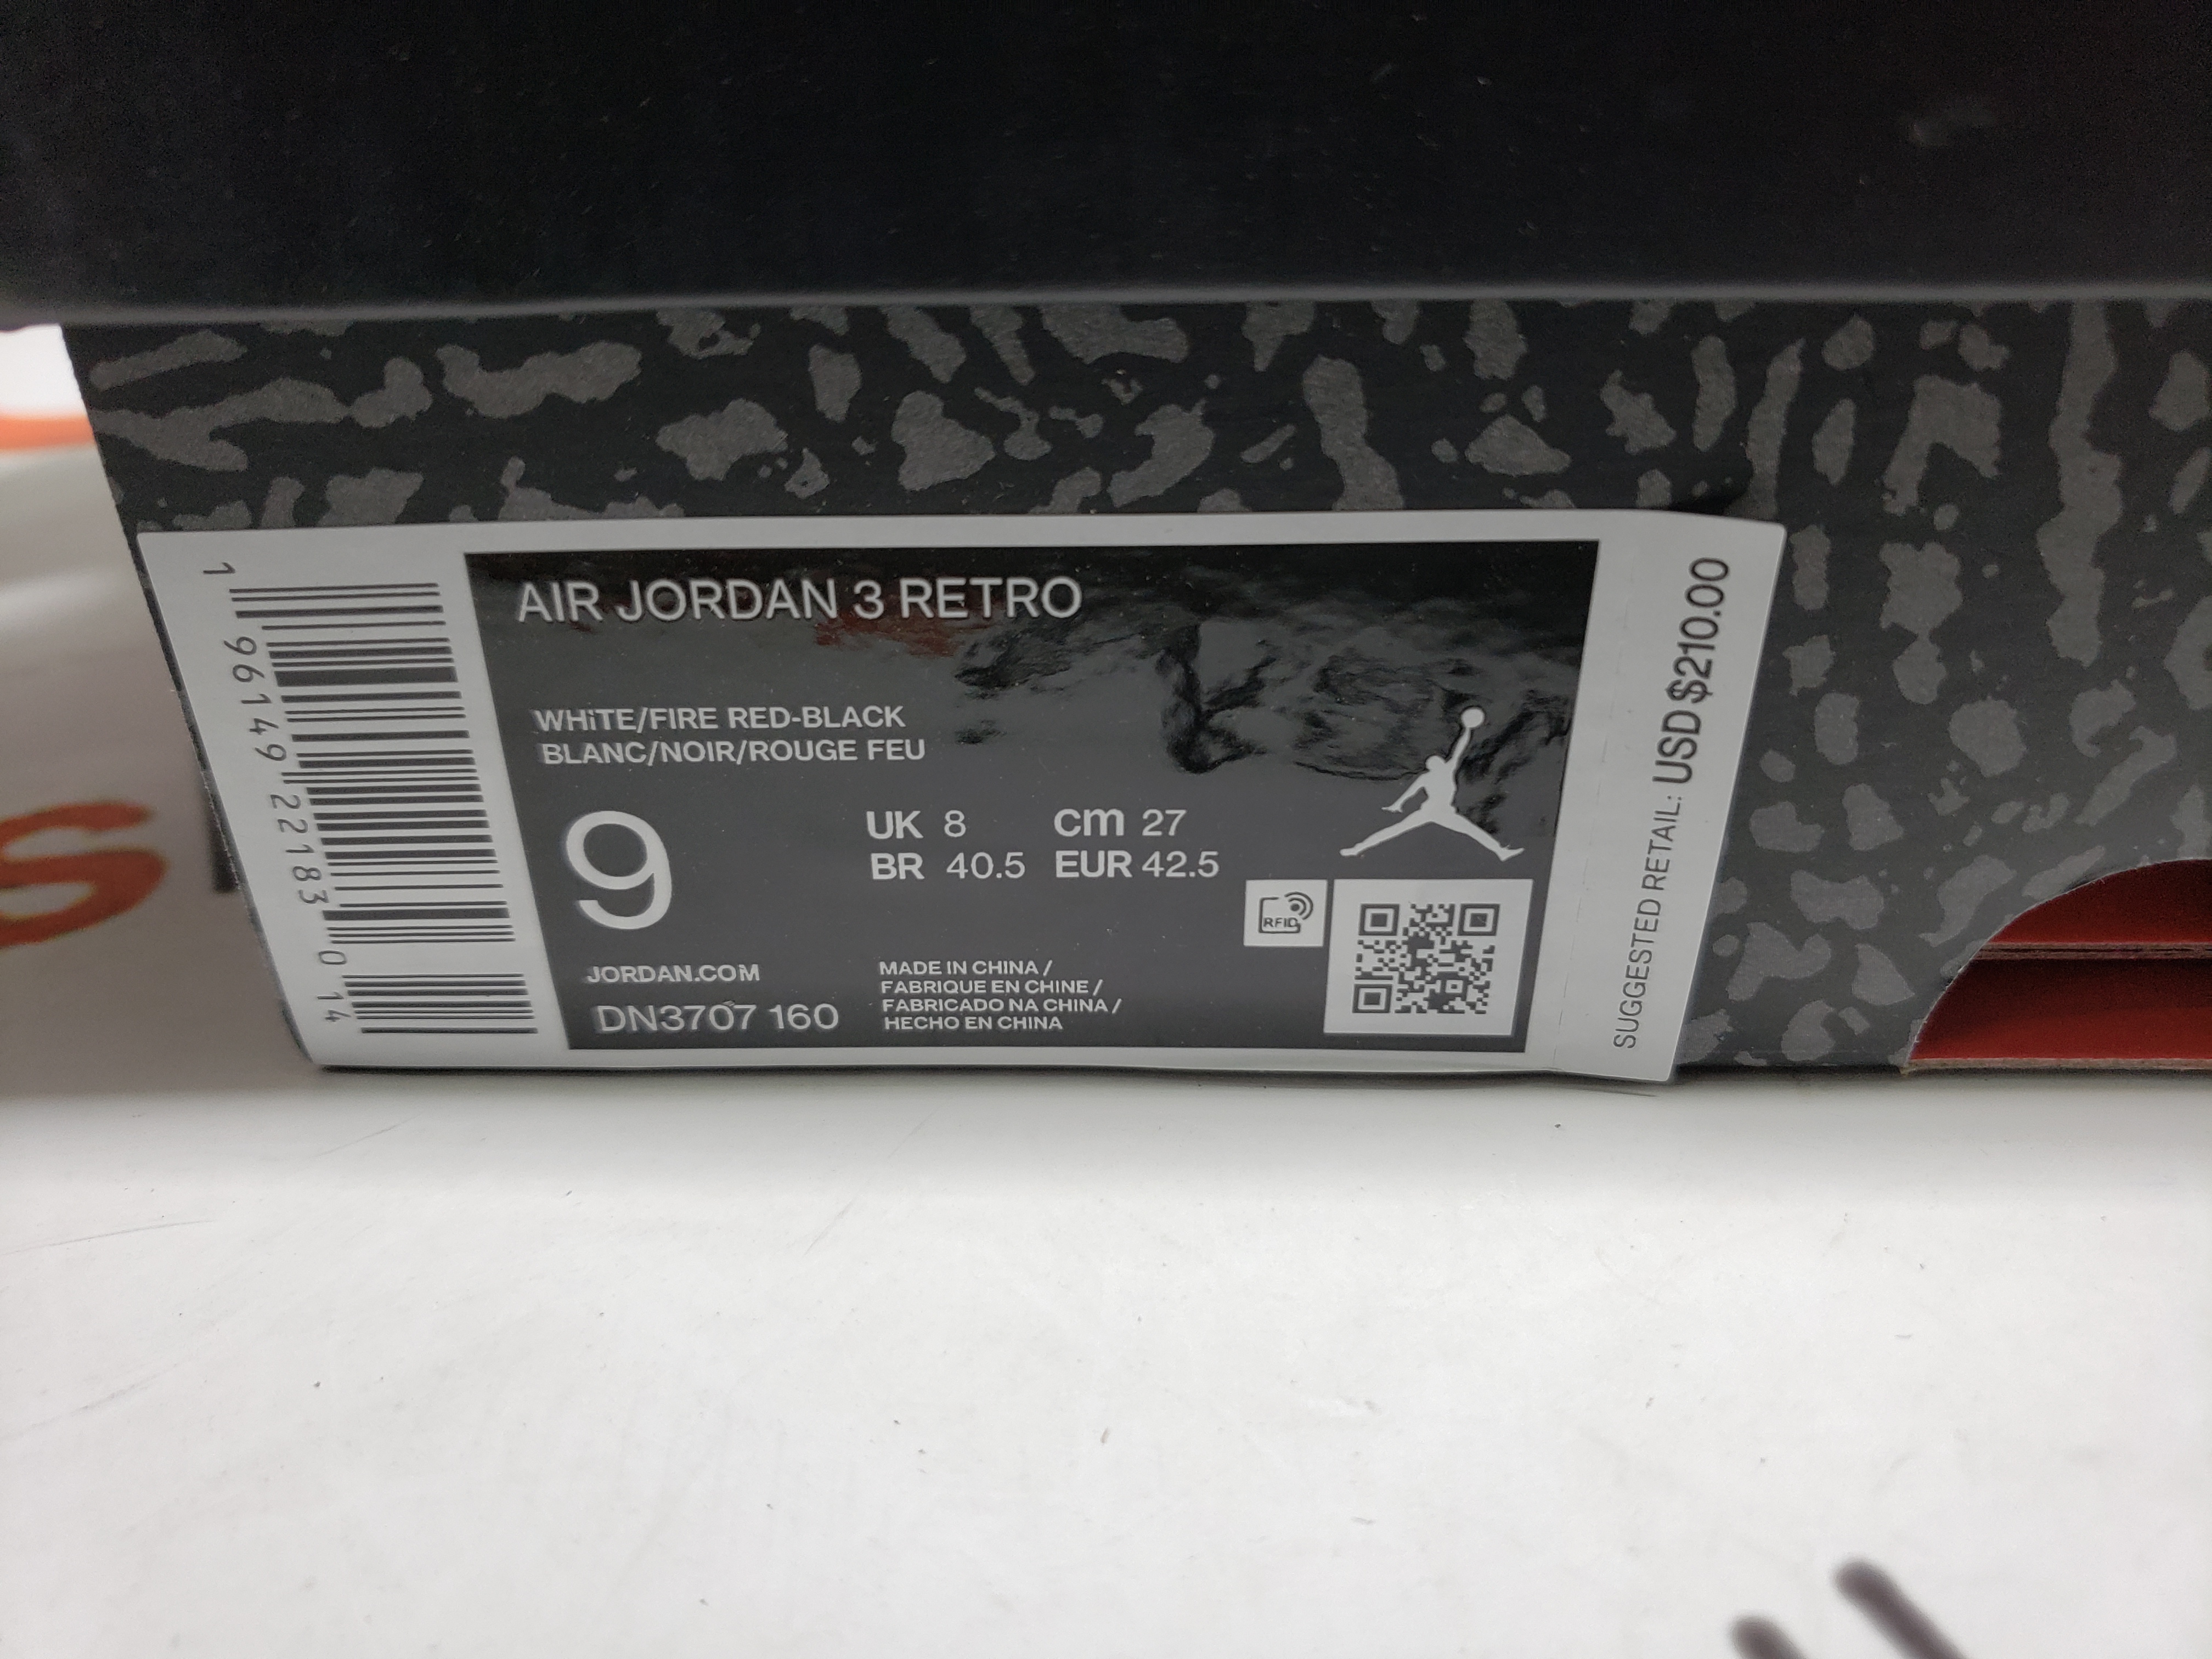 AIR JORDAN 3 RETRO
WHiTE/FIRE RED-BLACK
BLANC/NOIR/ROUGE FEU
9
UK 8 cm 27
BR 40.5 EUR 42.5
RFID
JORDAN.COM
DN3707 160
MADE IN CHINA /
FABRIQUE EN CHINE /
FABRICADO NA CHINA /
HECHO EN CHINA
1 96149 22183 0 14
SUGGESTED RETAIL: USD$210.00
S